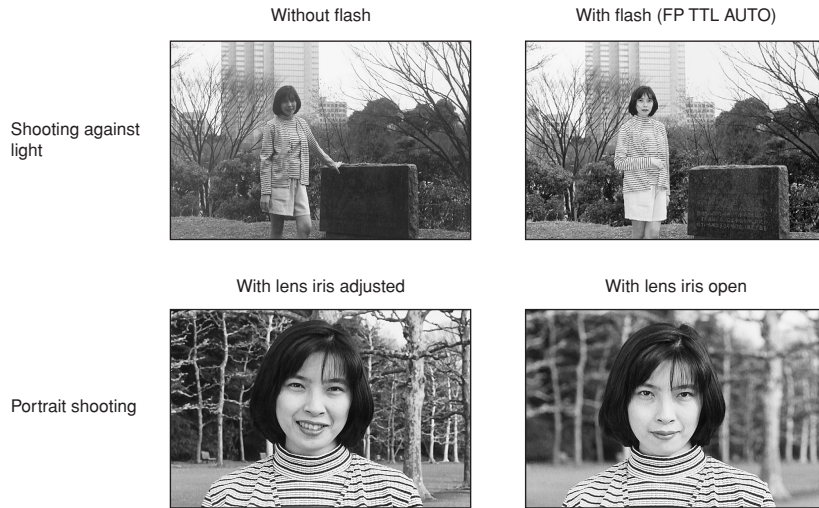 Without flash
With flash (FP TTL AUTO)
Shooting against
light
With lens iris adjusted
With lens iris open
Portrait shooting